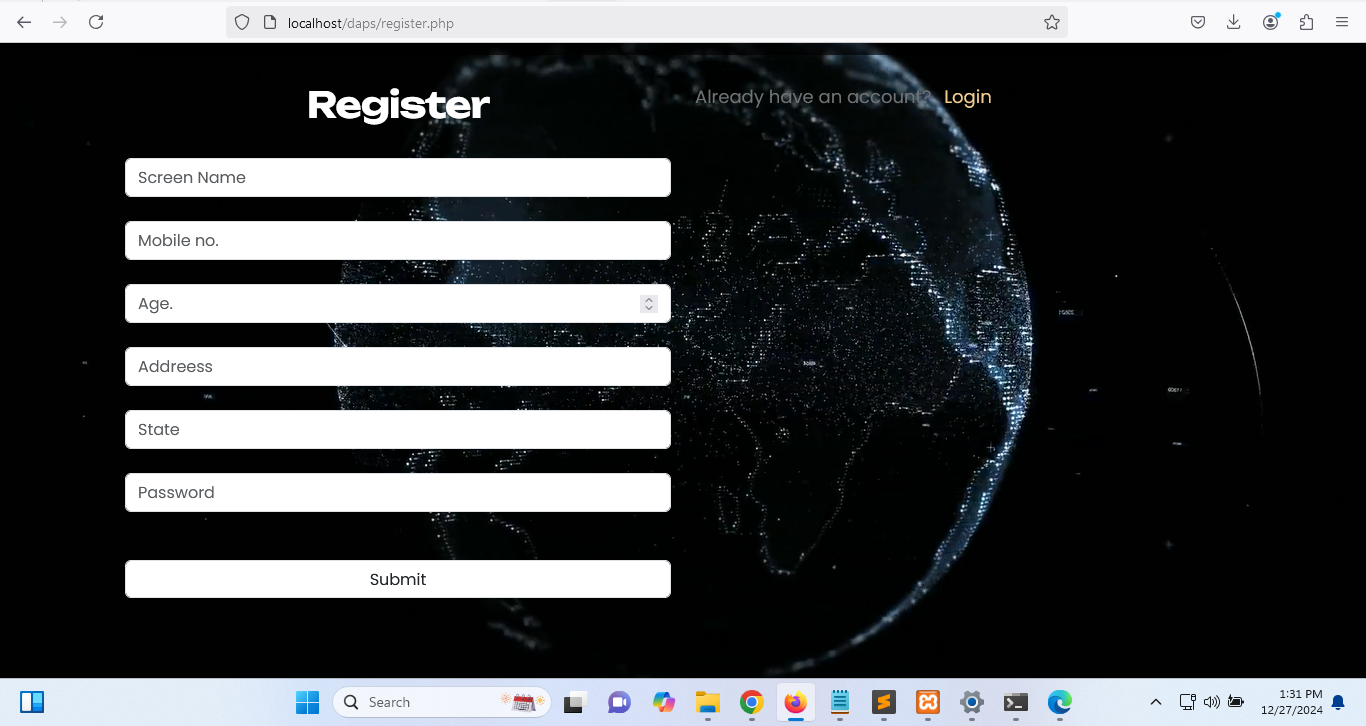 localhost/daps/register.php
Register
Already have an account? Login
Screen Name
Mobile no.
Age.
Addreess
State
Password
Submit
Search
1:31 PM
12/27/2024